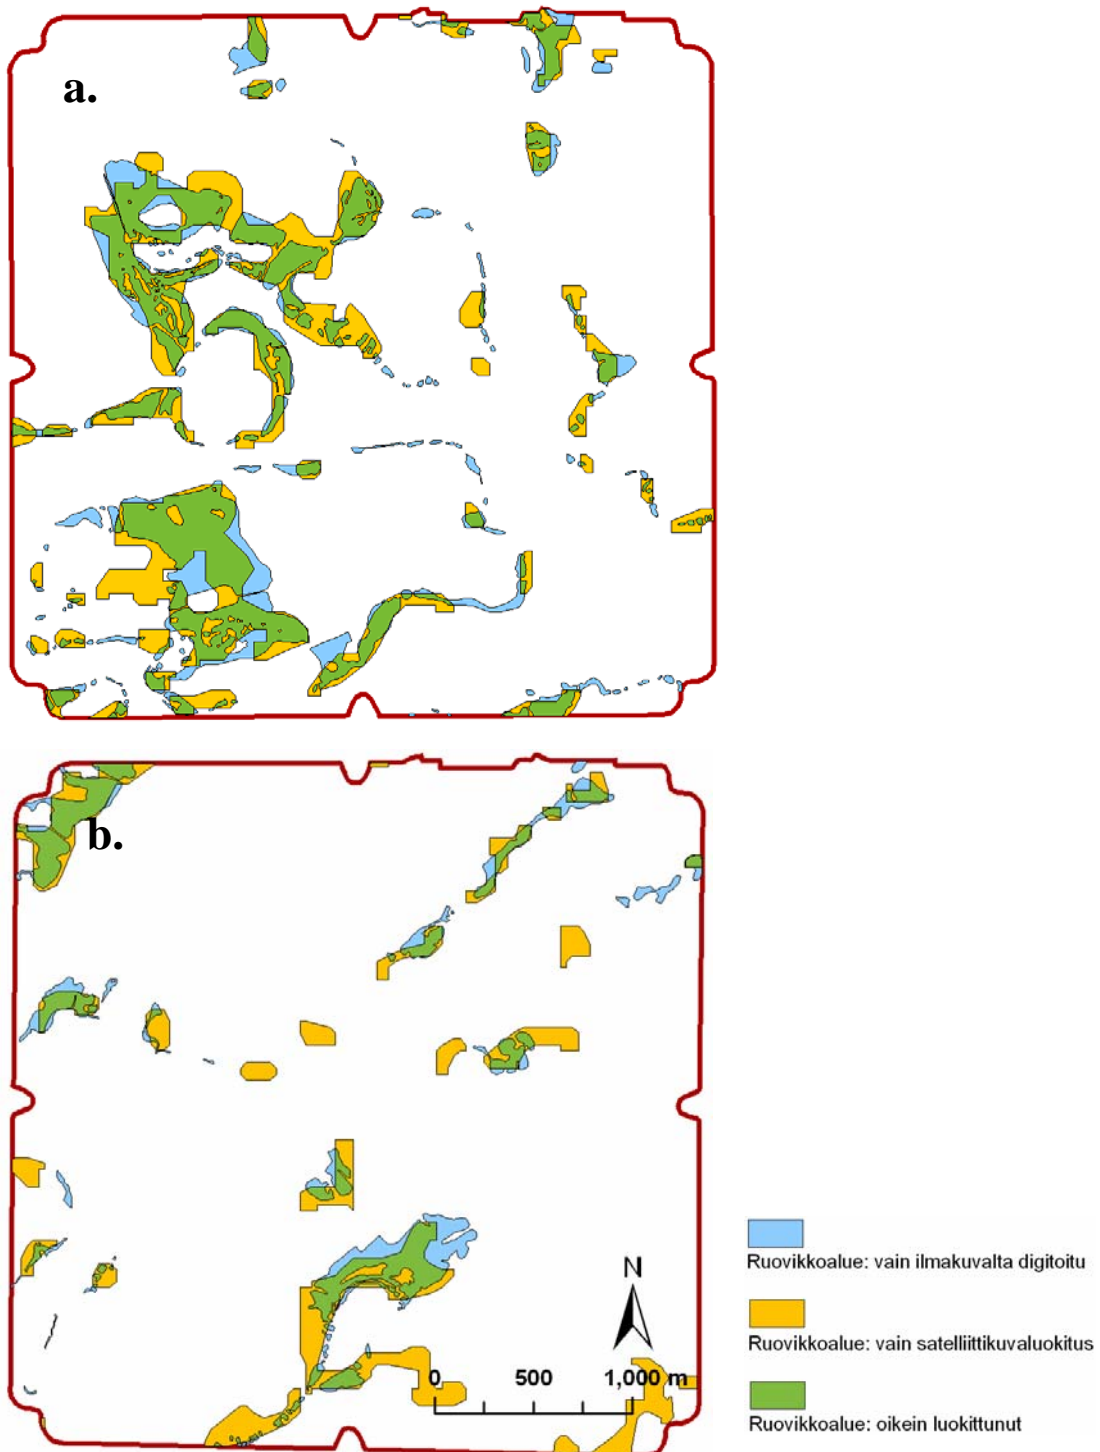 a.
b.
N
0 500 1,000 m
Ruovikkoalue: vain ilmakuvalta digitoitu
Ruovikkoalue: vain satelliittikuvaluokitus
Ruovikkoalue: oikein luokittunut